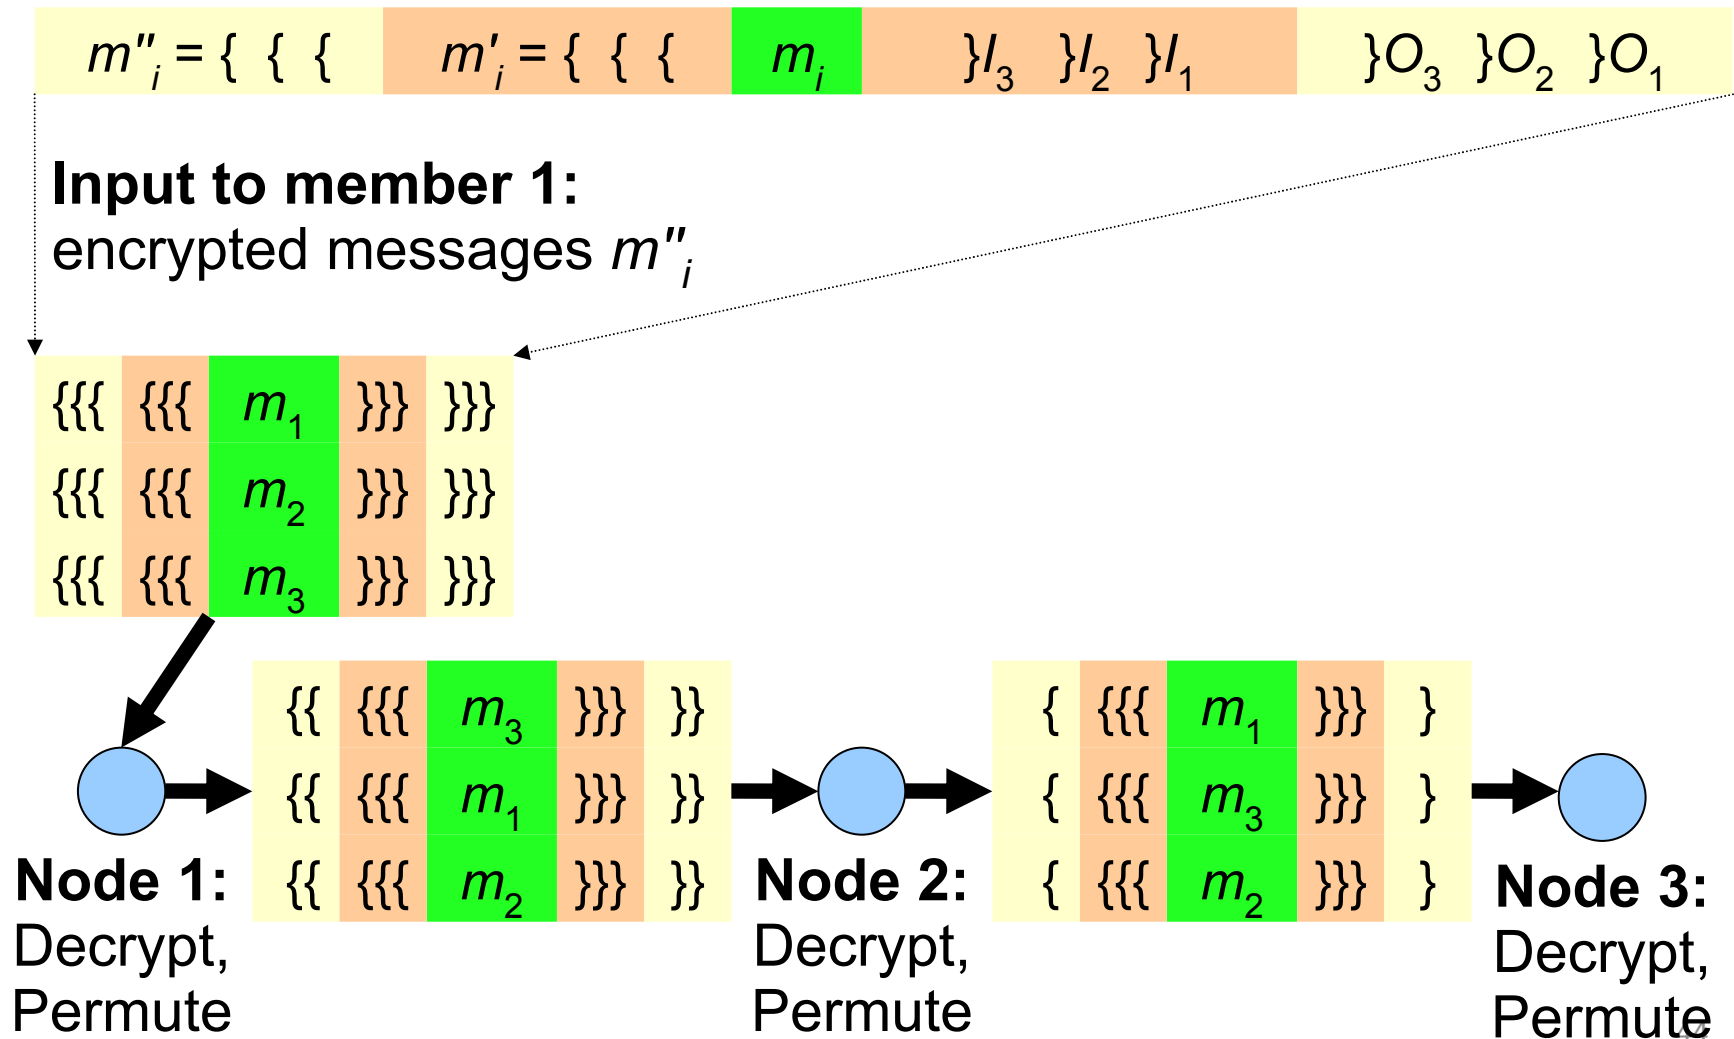 m''i = { { { m'i = { { { mi }I3 }I2 }I1 }O3 }O2 }O1
Input to member 1:
encrypted messages m''i
{{{ {{{ m1 }}} }}}
{{{ {{{ m2 }}} }}}
{{{ {{{ m3 }}} }}}
{{ {{{ m3 }}} }}
{{ {{{ m1 }}} }}
{{ {{{ m2 }}} }}
{ {{{ m1 }}} }
{ {{{ m3 }}} }
{ {{{ m2 }}} }
Node 1:
Decrypt,
Permute
Node 2:
Decrypt,
Permute
Node 3:
Decrypt,
Permute